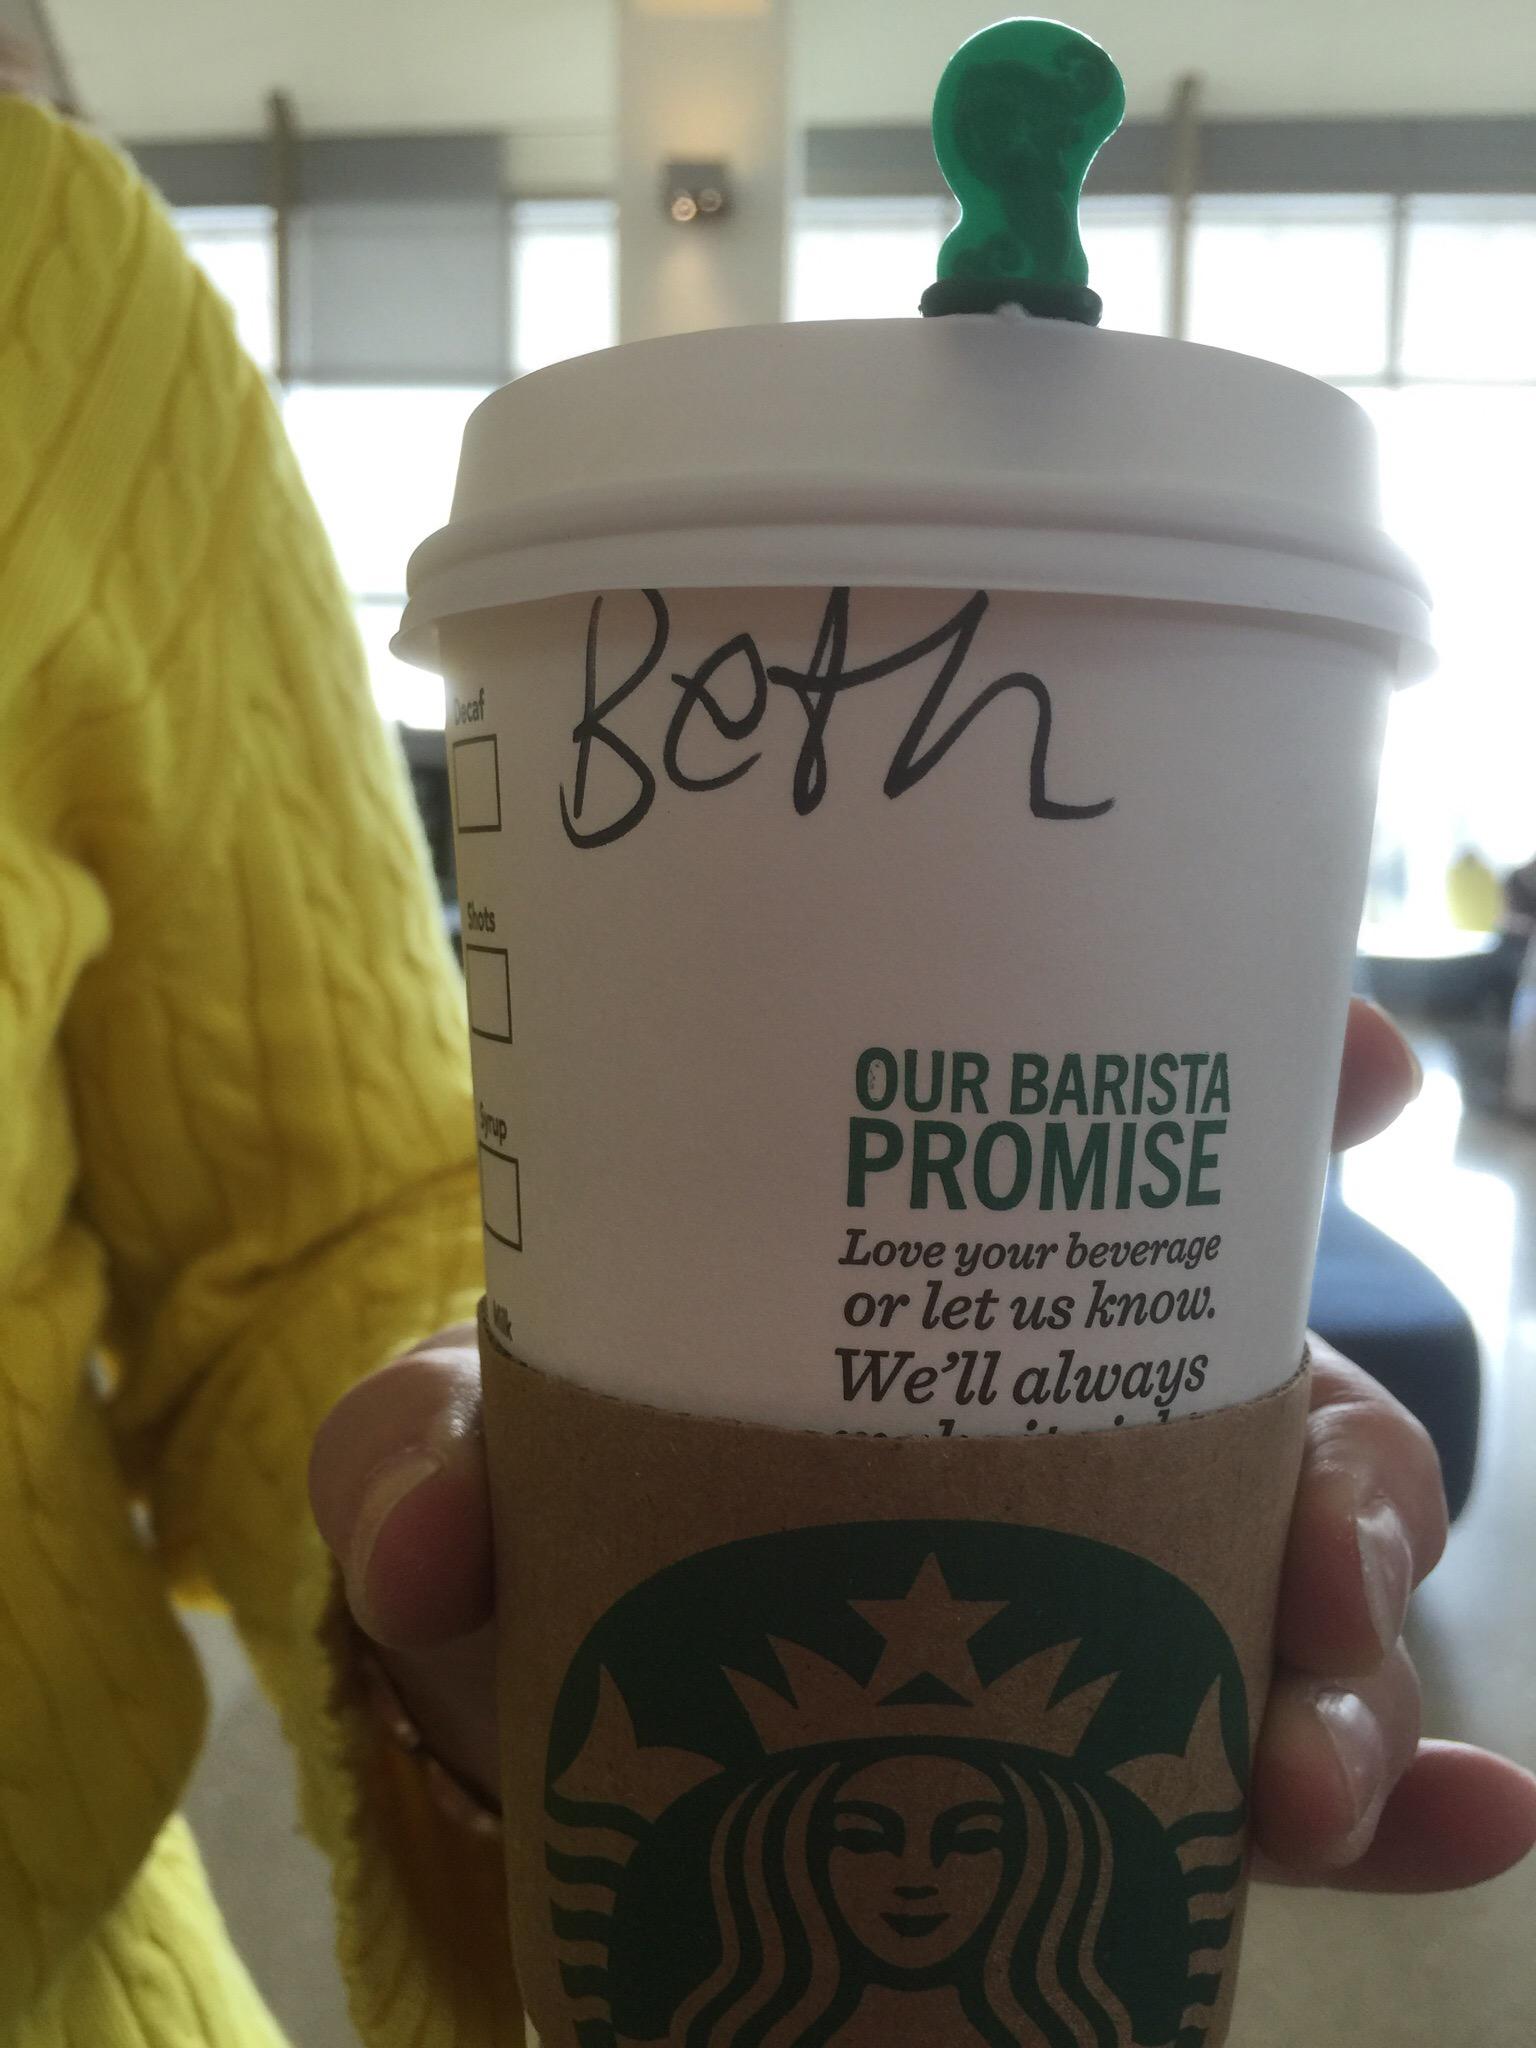 Beth
Decaf
Shots
Syrup
Milk
OUR BARISTA
PROMISE
Love your beverage
or let us know.
We'll always